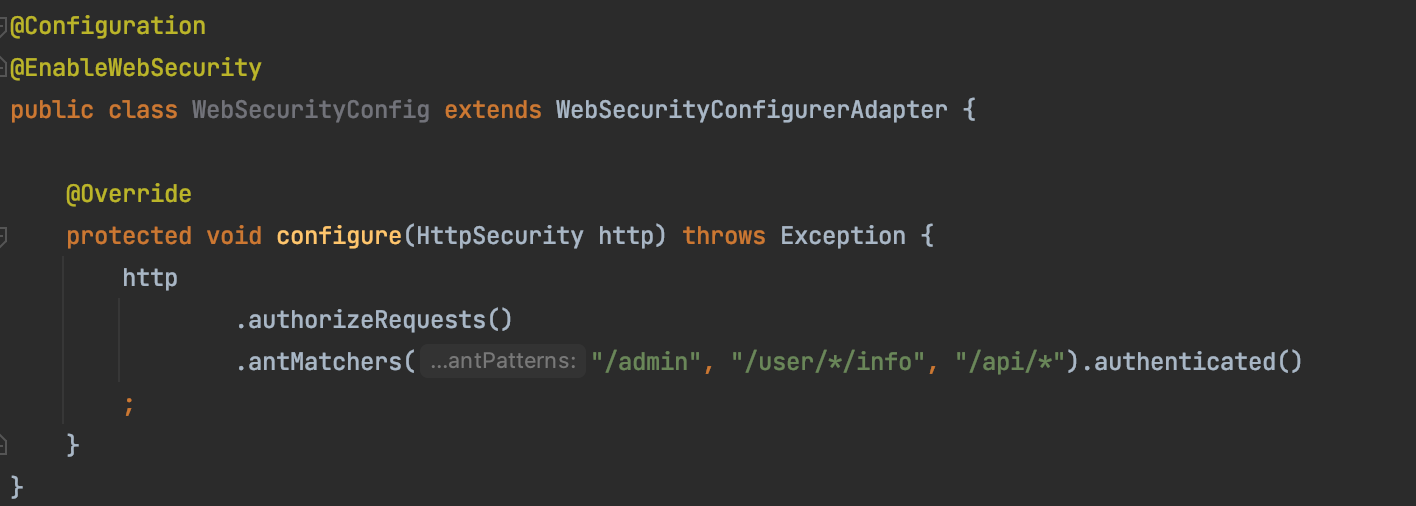 @Configuration
@EnableWebSecurity
public class WebSecurityConfig extends WebSecurityConfigurerAdapter {
@Override
protected void configure(HttpSecurity http) throws Exception {
http
.authorizeRequests()
.antMatchers( ...antPatterns: "/admin", "/user/*/info", "/api/*").authenticated()
;
}
}